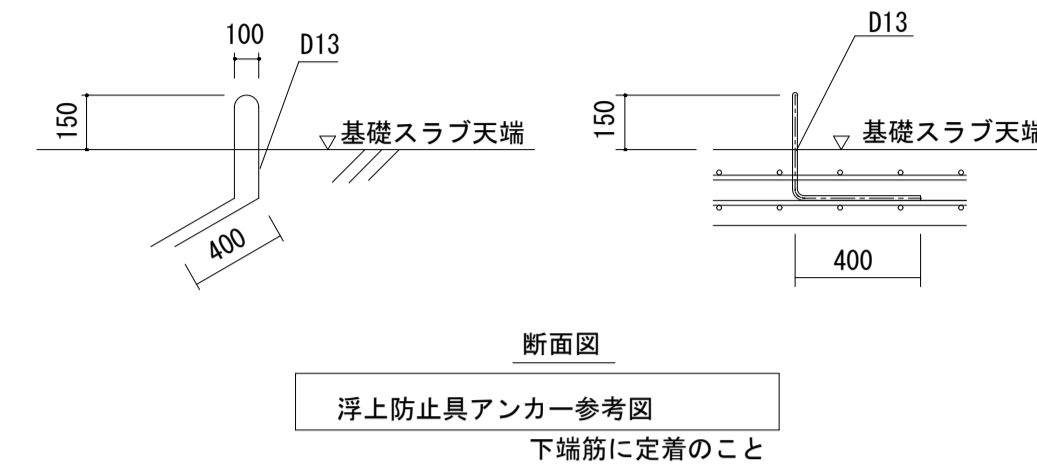 100
D13
150
▽基礎スラブ天端
400
D13
150
▽ 基礎スラブ天端
400
断面図
浮上防止具アンカー参考図
下端筋に定着のこと